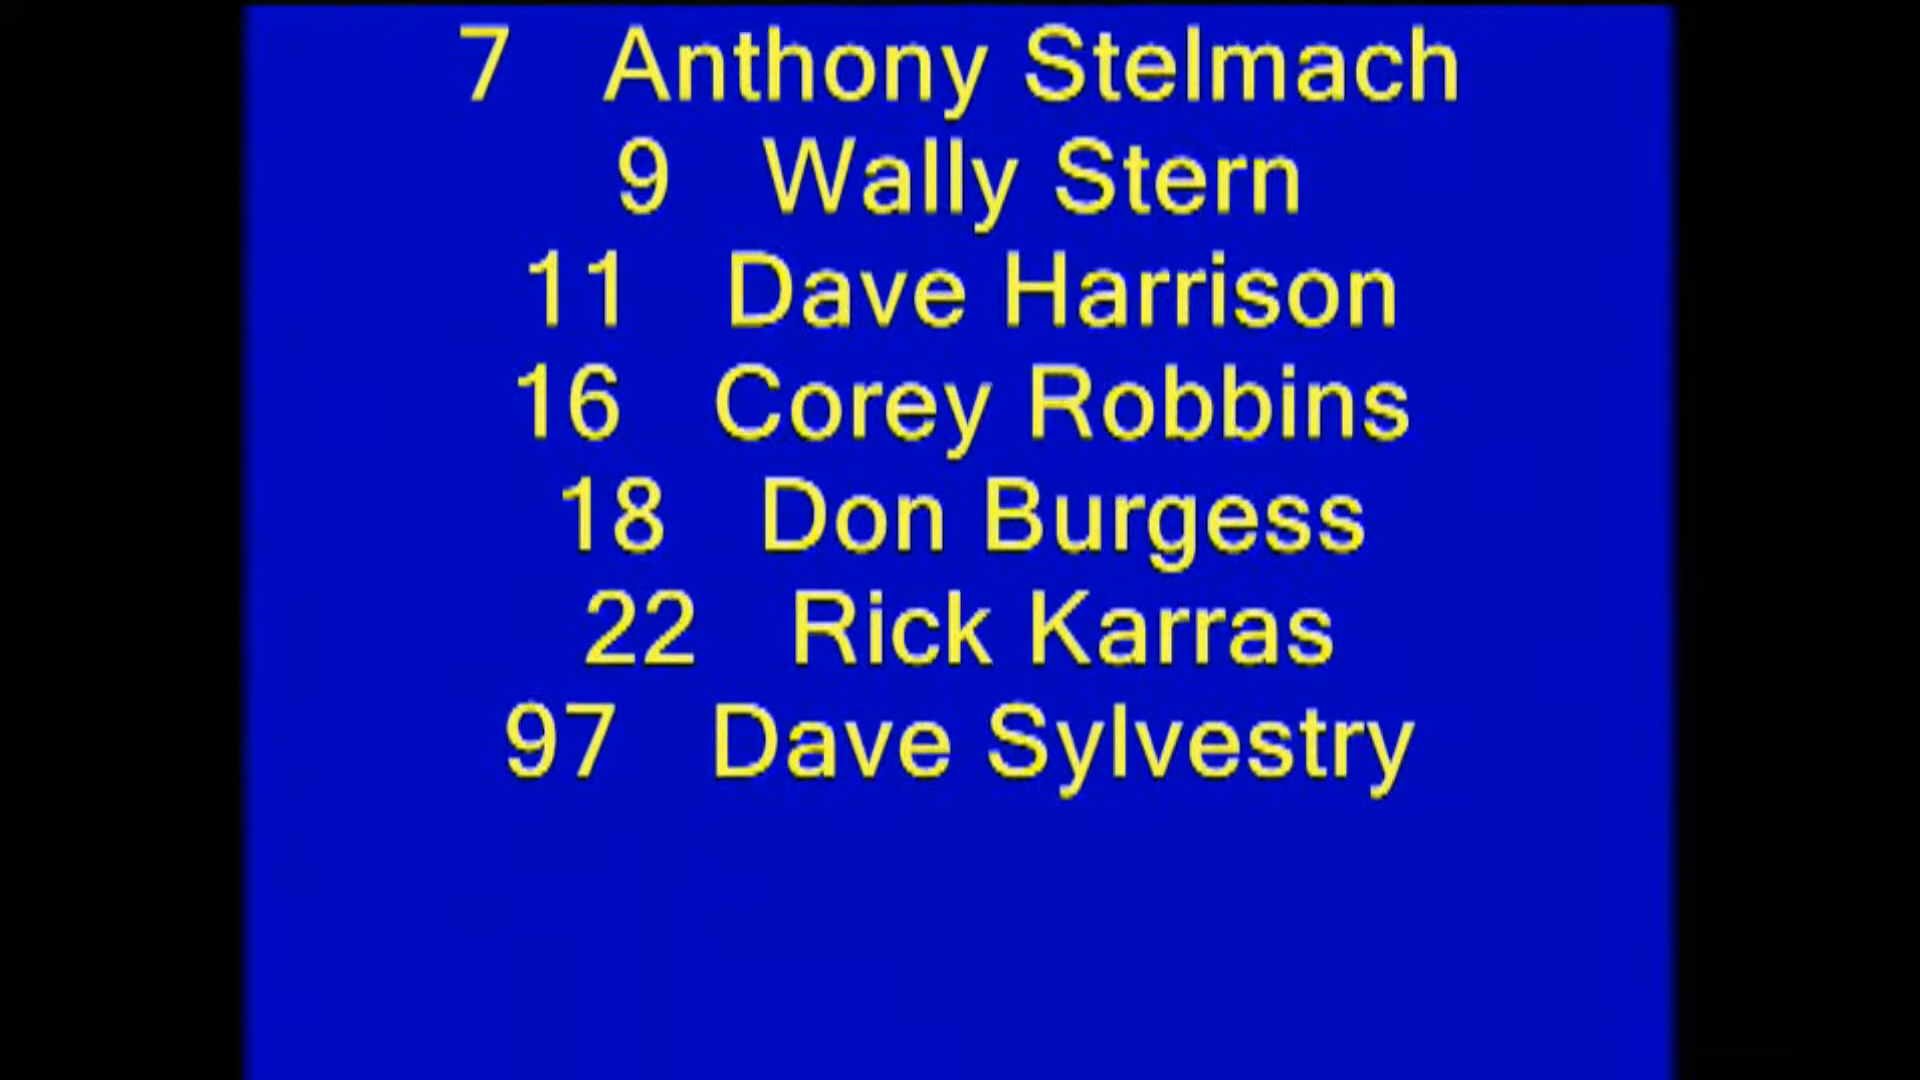 7 Anthony Stelmach
9 Wally Stern
11 Dave Harrison
16 Corey Robbins
18 Don Burgess
22 Rick Karras
97 Dave Sylvestry